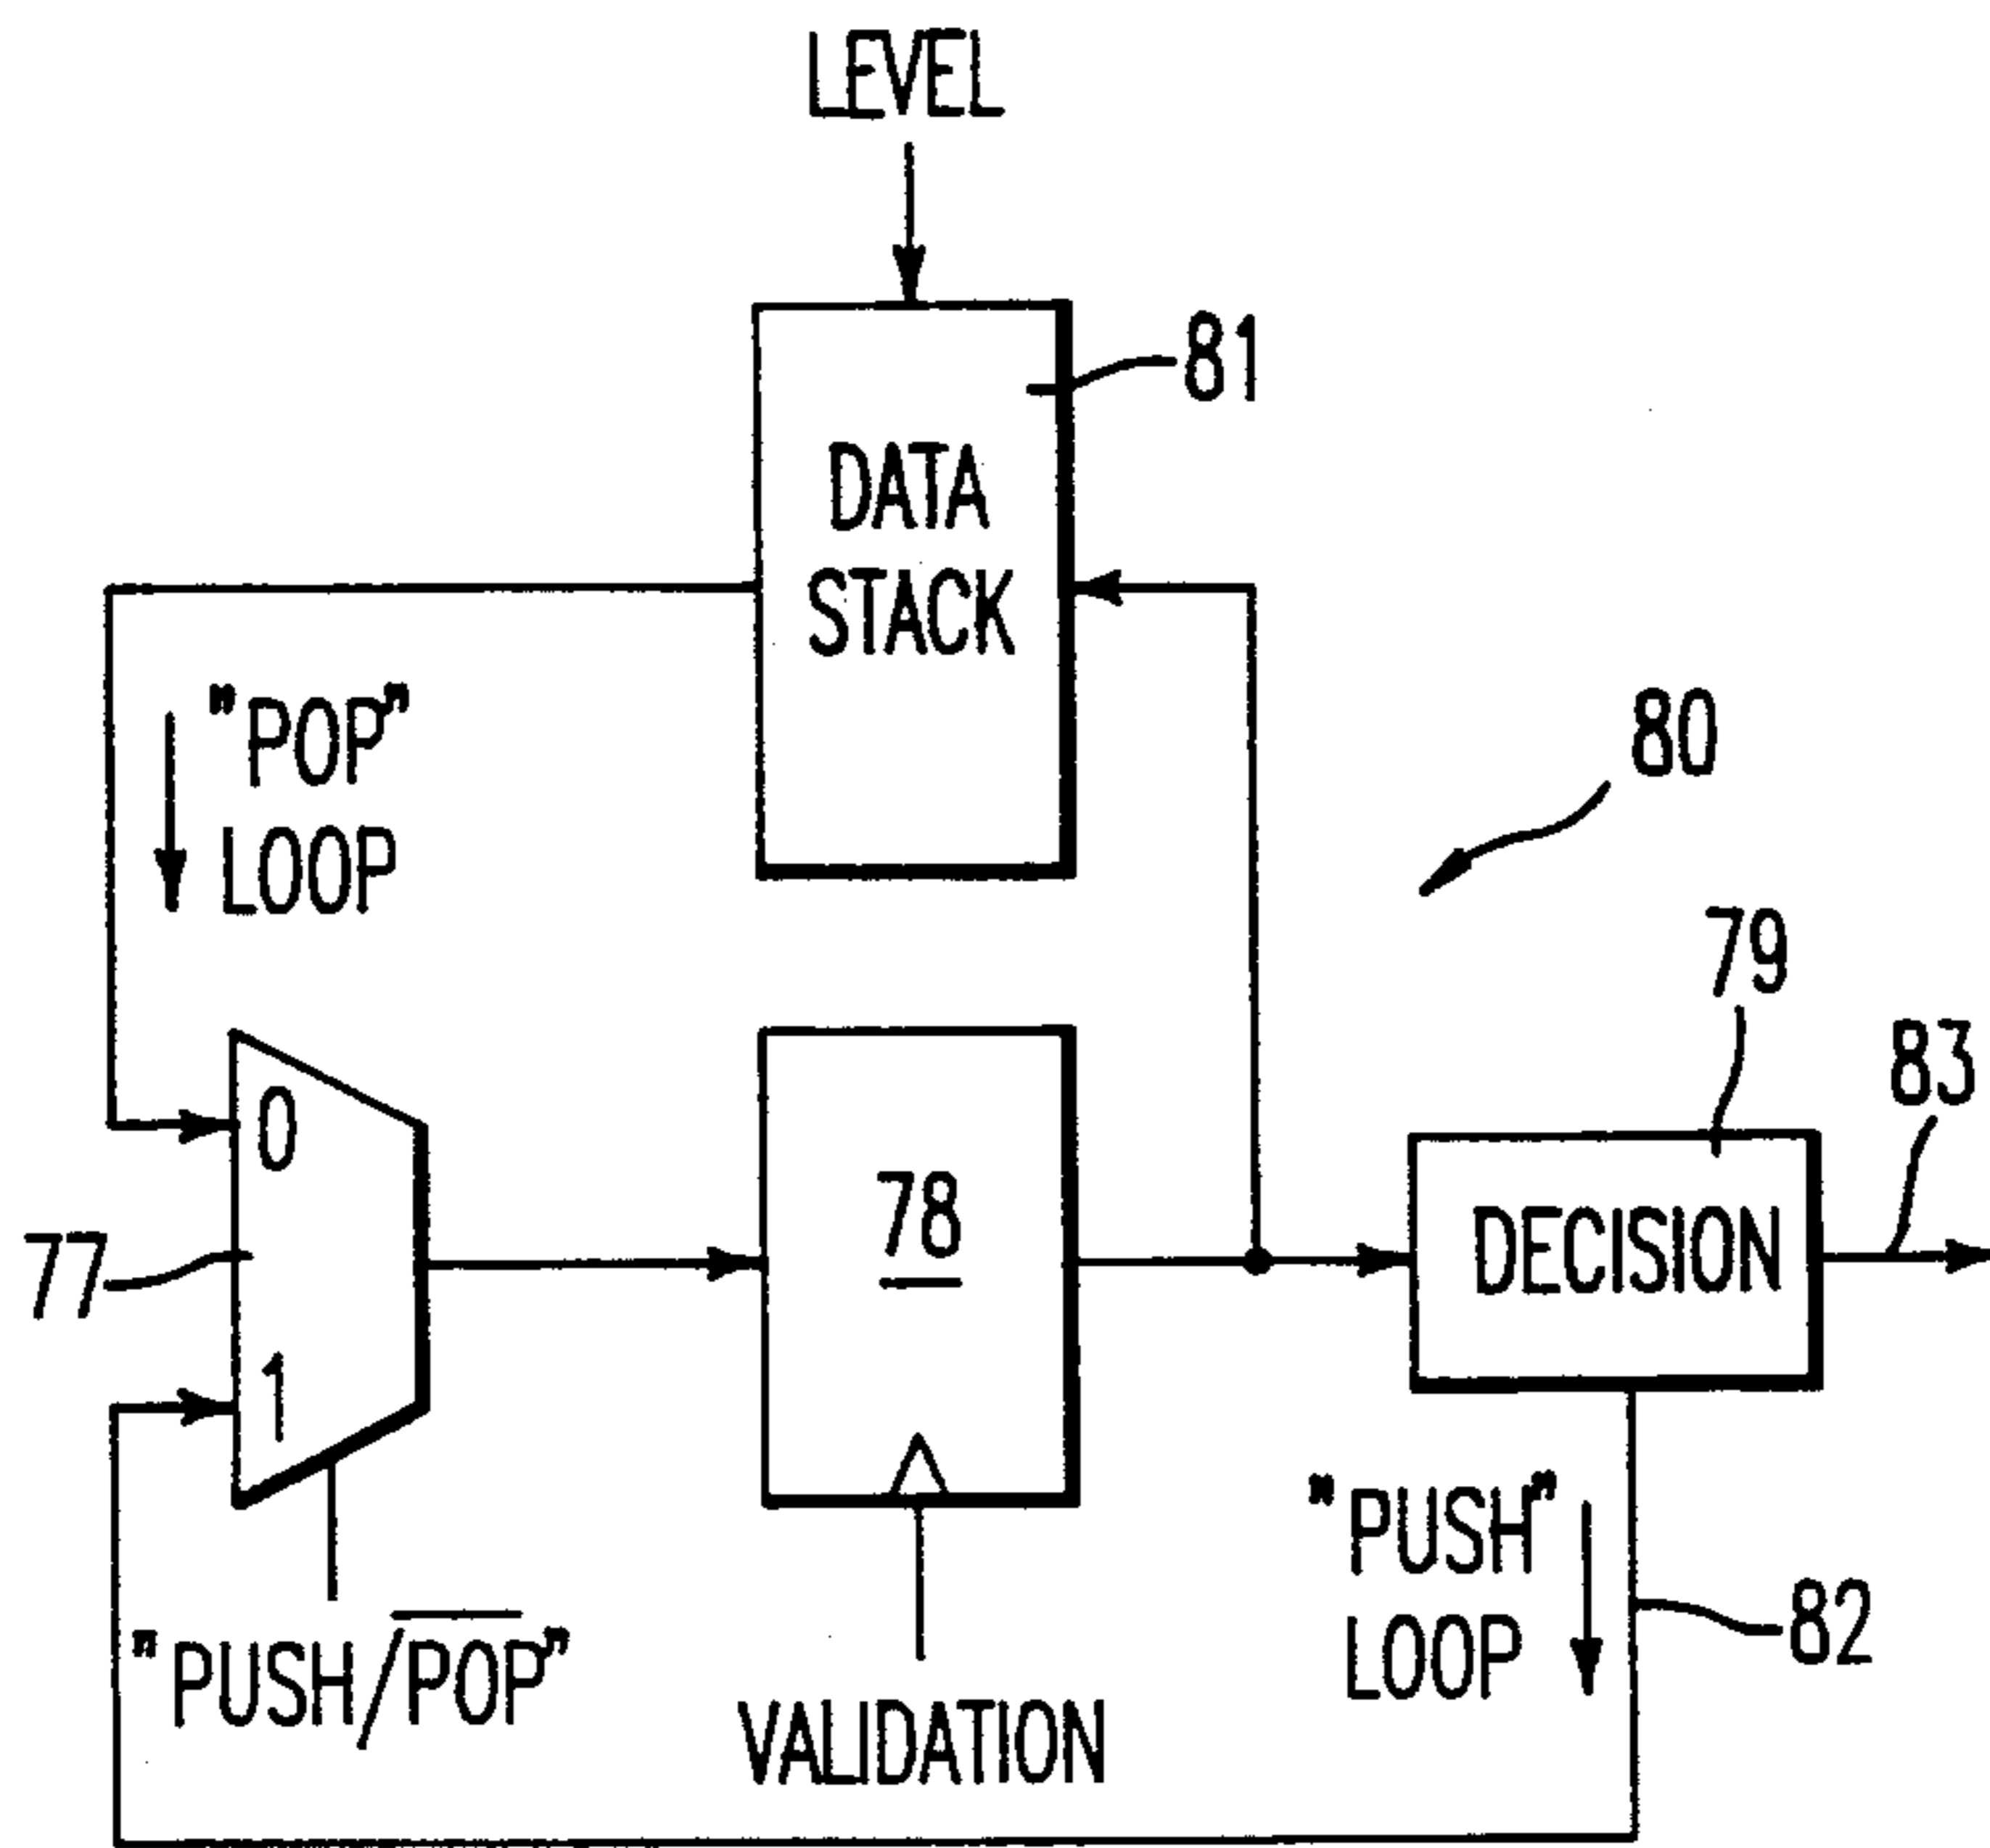 LEVEL
81
DATA
STACK
"POP"
LOOP
80
79
83
0
77
1
78
DECISION
"PUSH/P̅O̅P̅"
VALIDATION
"PUSH"
LOOP
82